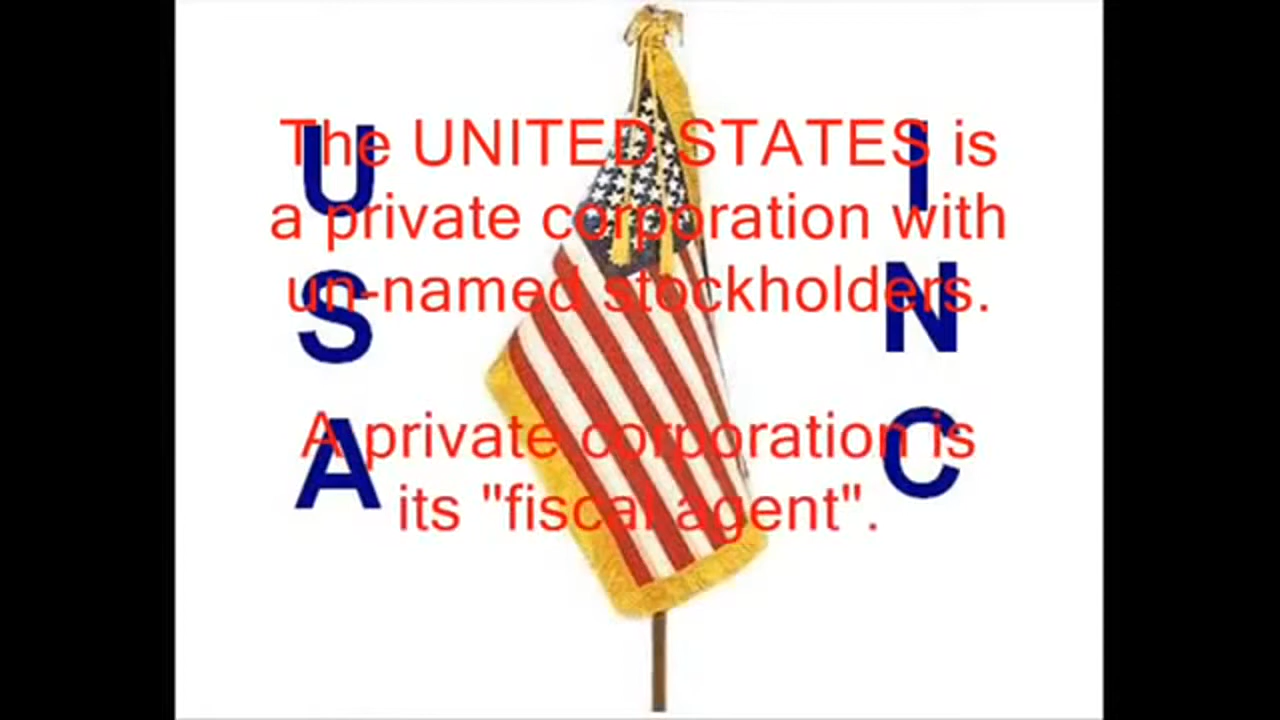 The UNITED STATES is
a private corporation with
un-named stockholders.
A private corporation is
its "fiscal agent".
U
S
A
I
N
C